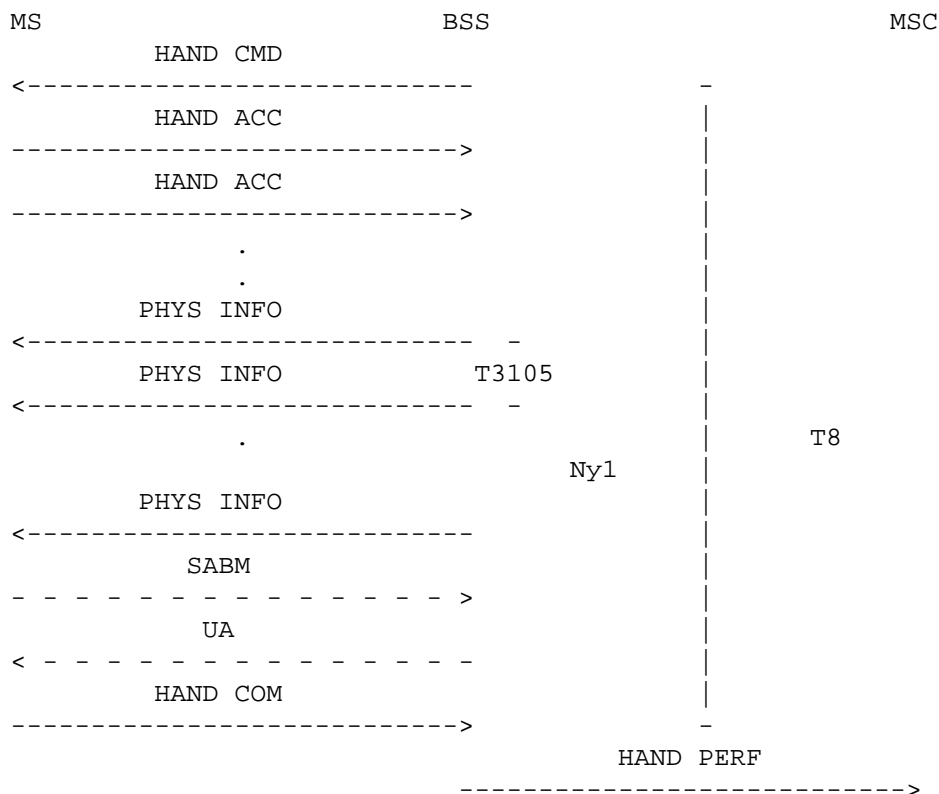 MS BSS MSC
HAND CMD
HAND ACC
HAND ACC
.
.
PHYS INFO
PHYS INFO T3105
. T8
Ny1
PHYS INFO
SABM
UA
HAND COM
HAND PERF